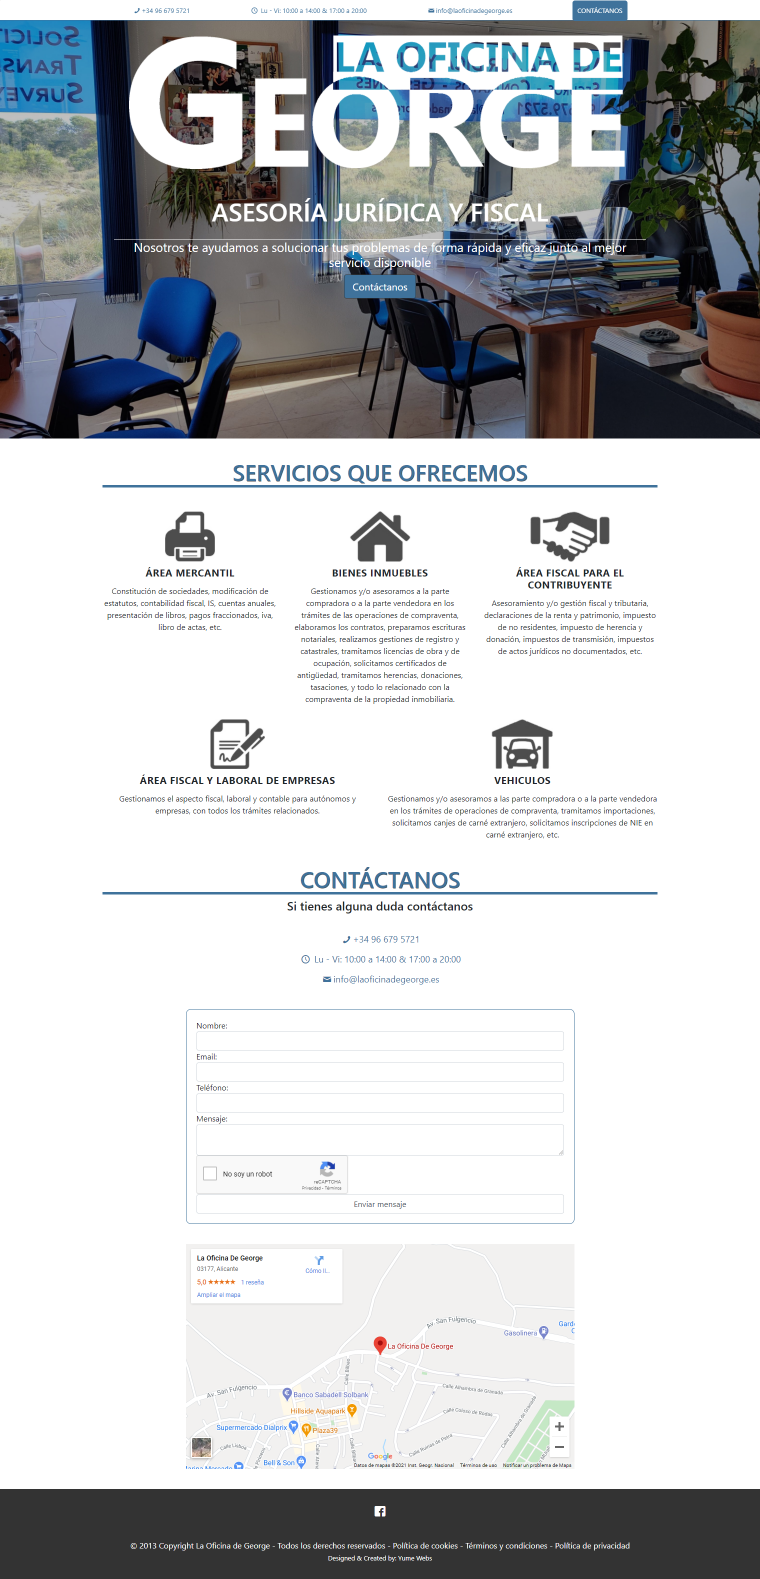 +34 96 679 5721
Lu - Vi: 10:00 a 14:00 & 17:00 a 20:00
info@laoficinadegeorge.es
CONTÁCTANOS
LA OFICINA DE
GEORGE
ASESORÍA JURÍDICA Y FISCAL
Nosotros te ayudamos a solucionar tus problemas de forma rápida y eficaz junto al mejor
servicio disponible
Contáctanos
SERVICIOS QUE OFRECEMOS
ÁREA MERCANTIL
Constitución de sociedades, modificación de
estatutos, contabilidad fiscal, IS, cuentas anuales,
presentación de libros, pagos fraccionados, iva,
libro de actas, etc.
BIENES INMUEBLES
Gestionamos y/o asesoramos a la parte
compradora o a la parte vendedora en los
trámites de las operaciones de compraventa,
elaboramos los contratos, preparamos escrituras
notariales, realizamos gestiones de registro y
catastrales, tramitamos licencias de obra y de
ocupación, solicitamos certificados de
antigüedad, tramitamos herencias, donaciones,
tasaciones, y todo lo relacionado con la
compraventa de la propiedad inmobiliaria.
ÁREA FISCAL PARA EL
CONTRIBUYENTE
Asesoramiento y/o gestión fiscal y tributaria,
declaraciones de la renta y patrimonio, impuesto
de no residentes, impuesto de herencia y
donación, impuestos de transmisión, impuestos
de actos jurídicos no documentados, etc.
ÁREA FISCAL Y LABORAL DE EMPRESAS
Gestionamos el aspecto fiscal, laboral y contable para autónomos y
empresas, con todos los trámites relacionados.
VEHICULOS
Gestionamos y/o asesoramos a las parte compradora o a la parte vendedora
en los trámites de operaciones de compraventa, tramitamos importaciones,
solicitamos canjes de carné extranjero, solicitamos inscripciones de NIE en
carné extranjero, etc.
CONTÁCTANOS
Si tienes alguna duda contáctanos
+34 96 679 5721
Lu - Vi: 10:00 a 14:00 & 17:00 a 20:00
info@laoficinadegeorge.es
Nombre:
Email:
Teléfono:
Mensaje:
No soy un robot
reCAPTCHA
Privacidad - Términos
Enviar mensaje
La Oficina De George
03177, Alicante
5,0 ★★★★★ 1 reseña
Ampliar el mapa
Cómo ll...
Av. San Fulgencio
Gasolinera
La Oficina De George
Av. San Fulgencio
Banco Sabadell Solbank
Hillside Aquapark
Supermercado Dialprix
Plaza39
Calle Lisboa
Bell & Son
Calle Alhambra de Granada
Calle Coloso de Rodas
Google
Datos de mapas ©2021 Inst. Geogr. Nacional
Términos de uso
Notificar un problema de Maps
© 2013 Copyright La Oficina de George - Todos los derechos reservados - Política de cookies - Términos y condiciones - Política de privacidad
Designed & Created by: Yume Webs